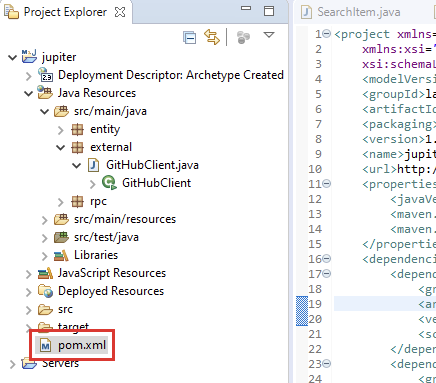 Project Explorer
jupiter
Deployment Descriptor: Archetype Created
Java Resources
src/main/java
entity
external
GitHubClient.java
GitHubClient
rpc
src/main/resources
src/test/java
Libraries
JavaScript Resources
Deployed Resources
src
target
pom.xml
Servers
SearchItem.java
1 <project xmlns=
2 xmlns:xsi="
3 xsi:schemaL
4 <modelVersi
5 <groupId>la
6 <artifactId
7 <packaging>
8 <version>1.
9 <name>jupit
10 <url>http:/
11 <properties
12 <javaVe
13 <maven.
14 <maven.
15 </propertie
16 <dependenci
17 <depend
18 <gr
19 <ar
20 <ve
21 <sc
22 </depen
23 <depend
24 <gr